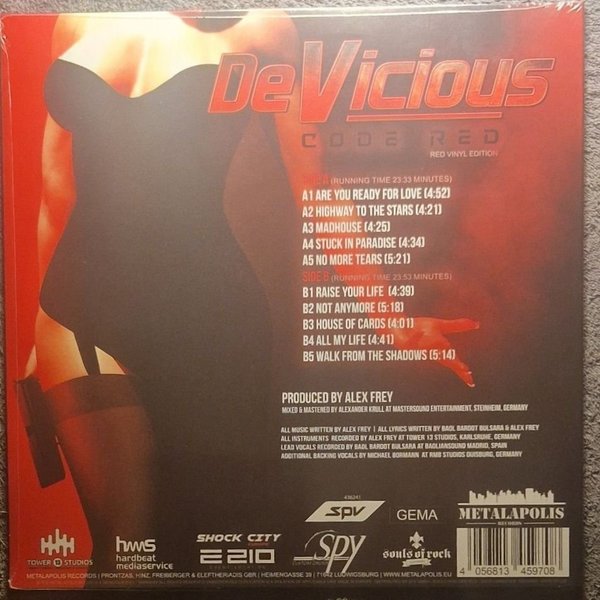 DeVicious
CODE RED
RED VINYL EDITION
SIDE A (RUNNING TIME 23:33 MINUTES)
A1 ARE YOU READY FOR LOVE (4:52)
A2 HIGHWAY TO THE STARS (4:21)
A3 MADHOUSE (4:25)
A4 STUCK IN PARADISE (4:34)
A5 NO MORE TEARS (5:21)
SIDE B (RUNNING TIME 23:53 MINUTES)
B1 RAISE YOUR LIFE (4:39)
B2 NOT ANYMORE (5:18)
B3 HOUSE OF CARDS (4:01)
B4 ALL MY LIFE (4:41)
B5 WALK FROM THE SHADOWS (5:14)
PRODUCED BY ALEX FREY
MIXED & MASTERED BY ALEXANDER KRULL AT MASTERSOUND ENTERTAINMENT, STEINHEIM, GERMANY
ALL MUSIC WRITTEN BY ALEX FREY | ALL LYRICS WRITTEN BY BAOL BARDOT BULSARA & ALEX FREY
ALL INSTRUMENTS RECORDED BY ALEX FREY AT TOWER 13 STUDIOS, KARLSRUHE, GERMANY
LEAD VOCALS RECORDED BY BAOL BARDOT BULSARA AT BAOLIANSOUND MADRID, SPAIN
ADDITIONAL BACKING VOCALS BY MICHAEL BORMANN AT RMB STUDIOS DUISBURG, GERMANY
436241
SPV
GEMA
METALAPOLIS
RECORDS
TOWER 13 STUDIOS
hms
hardbeat
mediaservice
SHOCK CITY
E 210
SPY
souls of rock
4 056813 459708
METALAPOLIS RECORDS | PRONTZAS, HINZ, FREIBERGER & ELEFTHERIADIS GBR | HEIMENGASSE 39 | 71642 LUDWIGSBURG | WWW.METALAPOLIS.EU